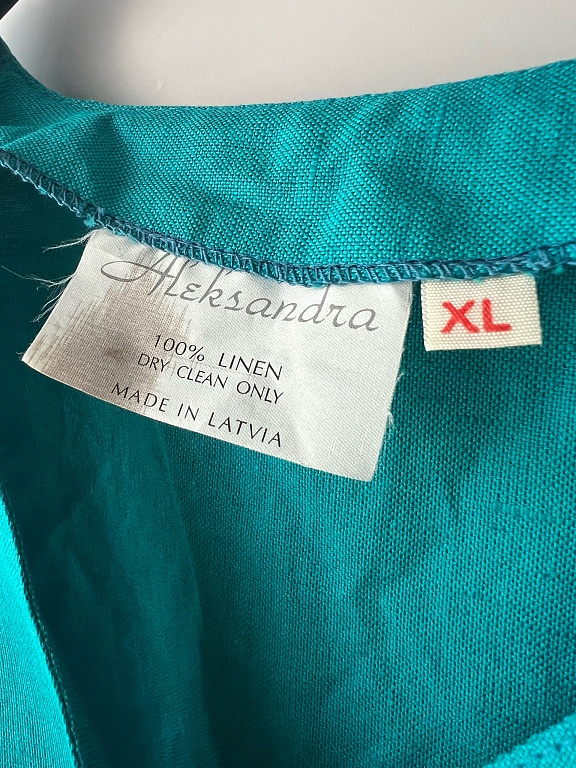 Aleksandra
100% LINEN
DRY CLEAN ONLY
MADE IN LATVIA
XL